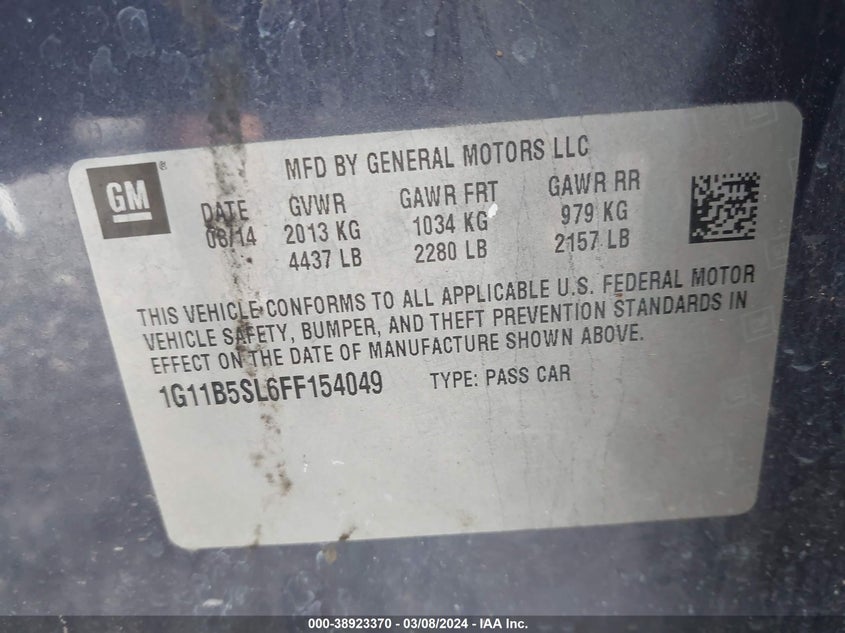 MFD BY GENERAL MOTORS LLC
GM ®
DATE GVWR GAWR FRT GAWR RR
08/14 2013 KG 1034 KG 979 KG
4437 LB 2280 LB 2157 LB
THIS VEHICLE CONFORMS TO ALL APPLICABLE U.S. FEDERAL MOTOR
VEHICLE SAFETY, BUMPER, AND THEFT PREVENTION STANDARDS IN
EFFECT ON THE DATE OF MANUFACTURE SHOWN ABOVE.
1G11B5SL6FF154049 TYPE: PASS CAR
000-38923370 - 03/08/2024 - IAA Inc.